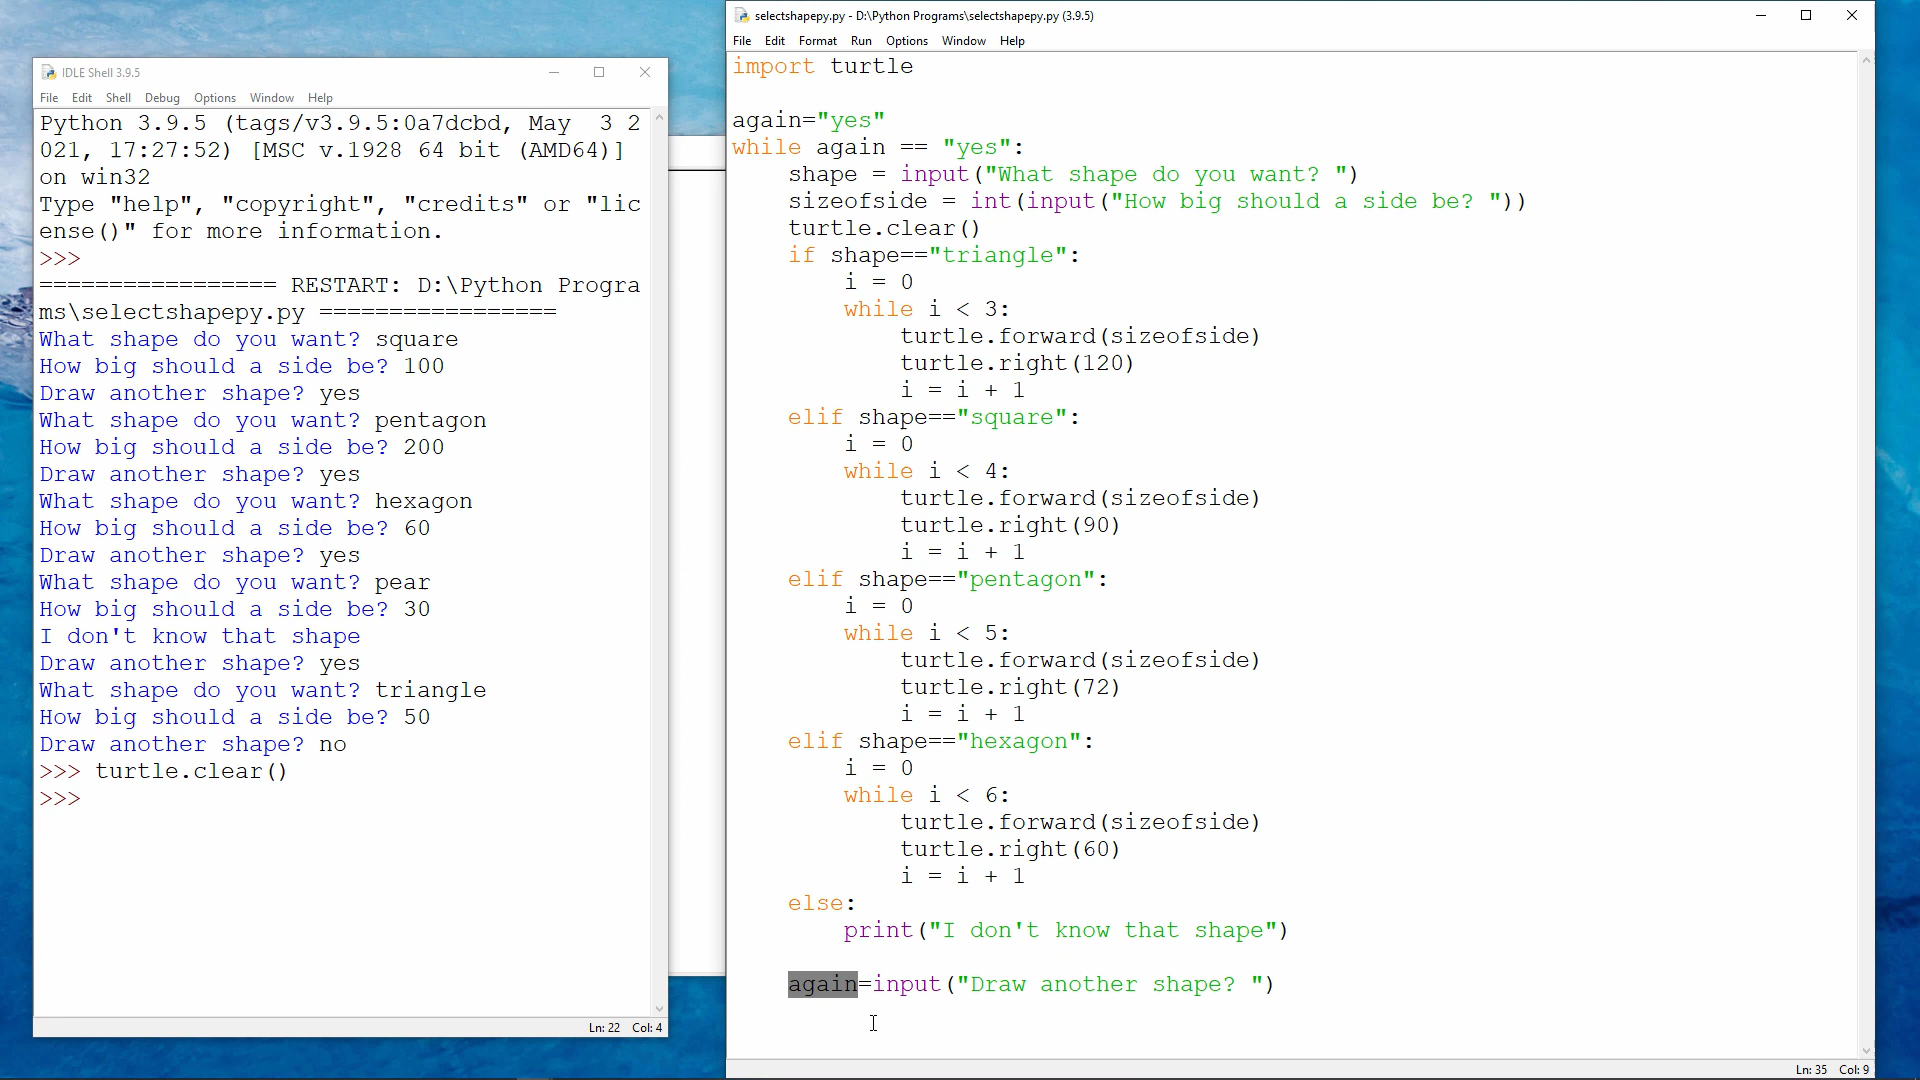 IDLE Shell 3.9.5
File Edit Shell Debug Options Window Help
Python 3.9.5 (tags/v3.9.5:0a7dcbd, May  3 2
021, 17:27:52) [MSC v.1928 64 bit (AMD64)]
on win32
Type "help", "copyright", "credits" or "lic
ense()" for more information.
>>>
================= RESTART: D:\Python Progra
ms\selectshapepy.py =================
What shape do you want? square
How big should a side be? 100
Draw another shape? yes
What shape do you want? pentagon
How big should a side be? 200
Draw another shape? yes
What shape do you want? hexagon
How big should a side be? 60
Draw another shape? yes
What shape do you want? pear
How big should a side be? 30
I don't know that shape
Draw another shape? yes
What shape do you want? triangle
How big should a side be? 50
Draw another shape? no
>>> turtle.clear()
>>>
Ln: 22 Col: 4
selectshapepy.py - D:\Python Programs\selectshapepy.py (3.9.5)
File Edit Format Run Options Window Help
import turtle
again="yes"
while again == "yes":
    shape = input("What shape do you want? ")
    sizeofside = int(input("How big should a side be? "))
    turtle.clear()
    if shape=="triangle":
        i = 0
        while i < 3:
            turtle.forward(sizeofside)
            turtle.right(120)
            i = i + 1
    elif shape=="square":
        i = 0
        while i < 4:
            turtle.forward(sizeofside)
            turtle.right(90)
            i = i + 1
    elif shape=="pentagon":
        i = 0
        while i < 5:
            turtle.forward(sizeofside)
            turtle.right(72)
            i = i + 1
    elif shape=="hexagon":
        i = 0
        while i < 6:
            turtle.forward(sizeofside)
            turtle.right(60)
            i = i + 1
    else:
        print("I don't know that shape")
    again=input("Draw another shape? ")
Ln: 35 Col: 9